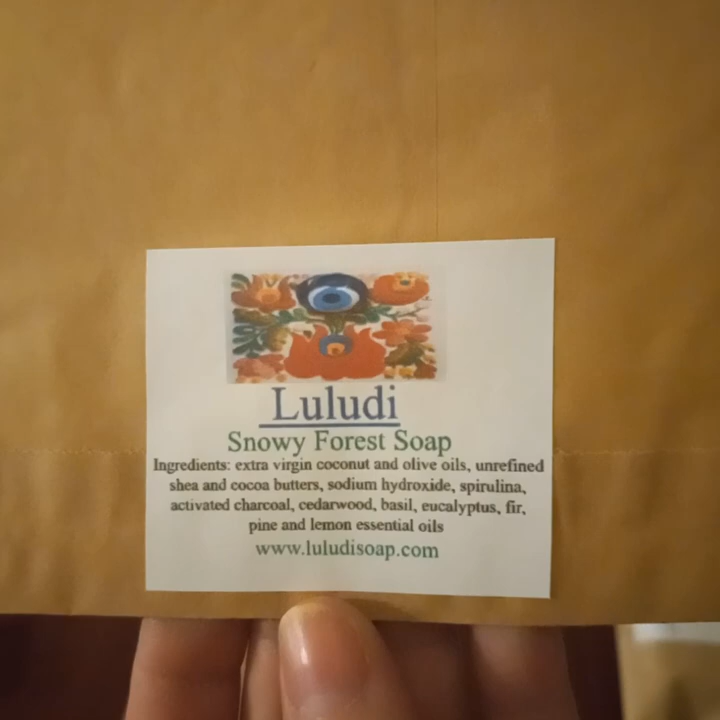 Luludi
Snowy Forest Soap
Ingredients: extra virgin coconut and olive oils, unrefined
shea and cocoa butters, sodium hydroxide, spirulina,
activated charcoal, cedarwood, basil, eucalyptus, fir,
pine and lemon essential oils
www.luludisoap.com